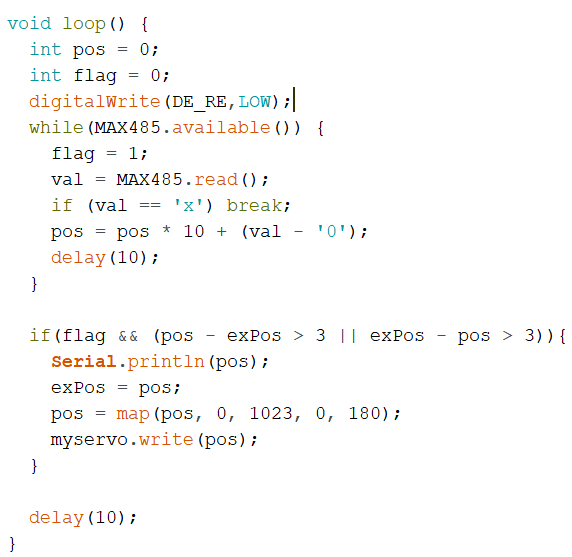 void loop() {
  int pos = 0;
  int flag = 0;
  digitalWrite(DE_RE,LOW);
  while(MAX485.available()) {
    flag = 1;
    val = MAX485.read();
    if (val == 'x') break;
    pos = pos * 10 + (val - '0');
    delay(10);
  }

  if(flag && (pos - exPos > 3 || exPos - pos > 3)){
    Serial.println(pos);
    exPos = pos;
    pos = map(pos, 0, 1023, 0, 180);
    myservo.write(pos);
  }

  delay(10);
}